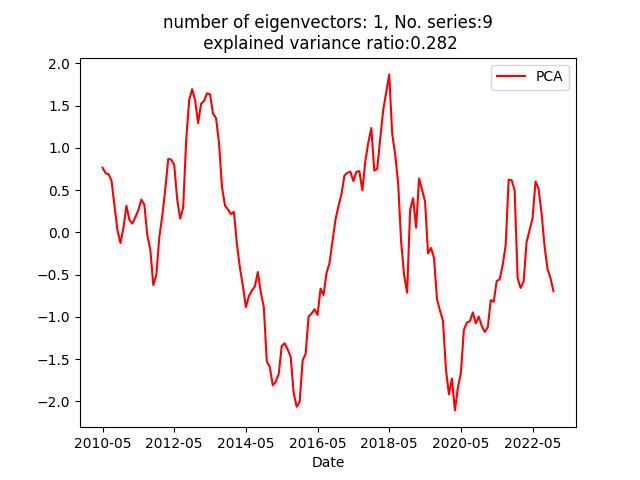 number of eigenvectors: 1, No. series:9
explained variance ratio:0.282
PCA
2.0
1.5
1.0
0.5
0.0
−0.5
−1.0
−1.5
−2.0
2010-05 2012-05 2014-05 2016-05 2018-05 2020-05 2022-05
Date